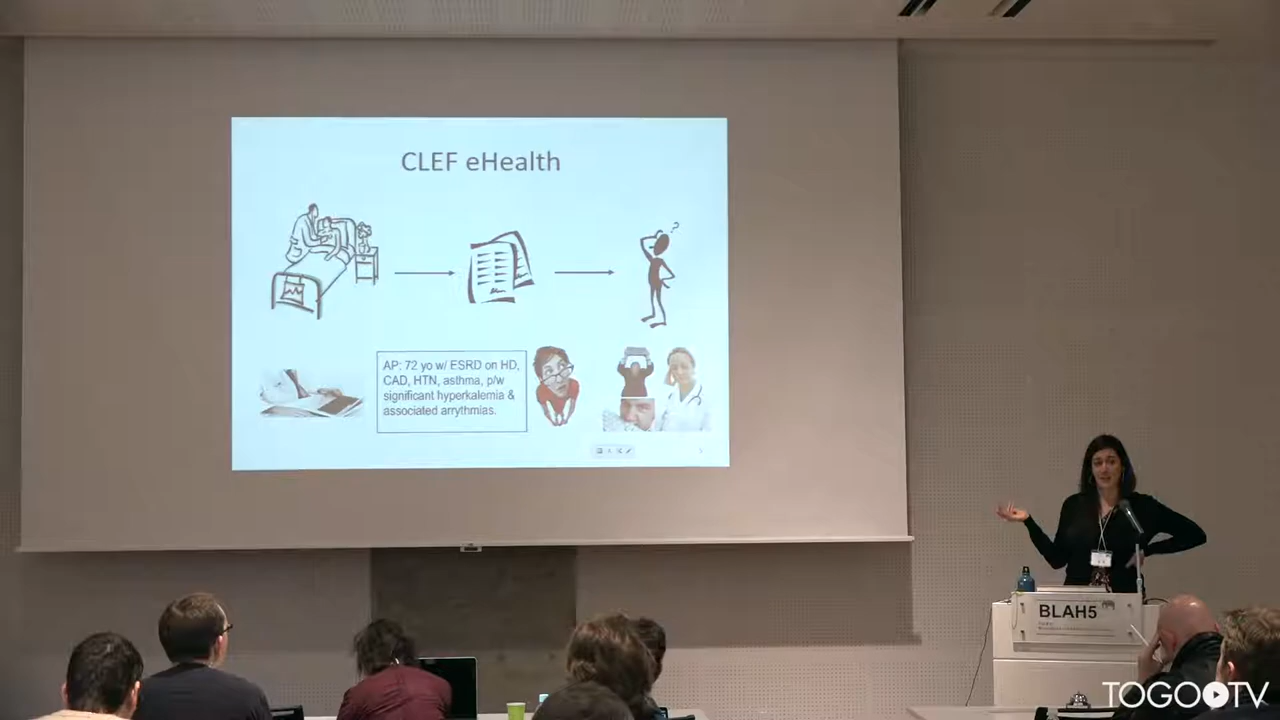 CLEF eHealth
?
AP: 72 yo w/ ESRD on HD,
CAD, HTN, asthma, p/w
significant hyperkalemia &
associated arrythmias.
BLAH5
TOGOTV